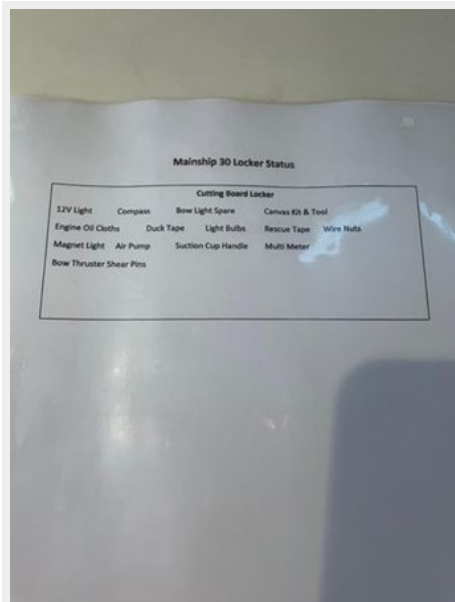 Mainship 30 Locker Status
Cutting Board Locker
12V Light Compass Bow Light Spare Canvas Kit & Tool
Engine Oil Cloths Duck Tape Light Bulbs Rescue Tape Wire Nuts
Magnet Light Air Pump Suction Cup Handle Multi Meter
Bow Thruster Shear Pins